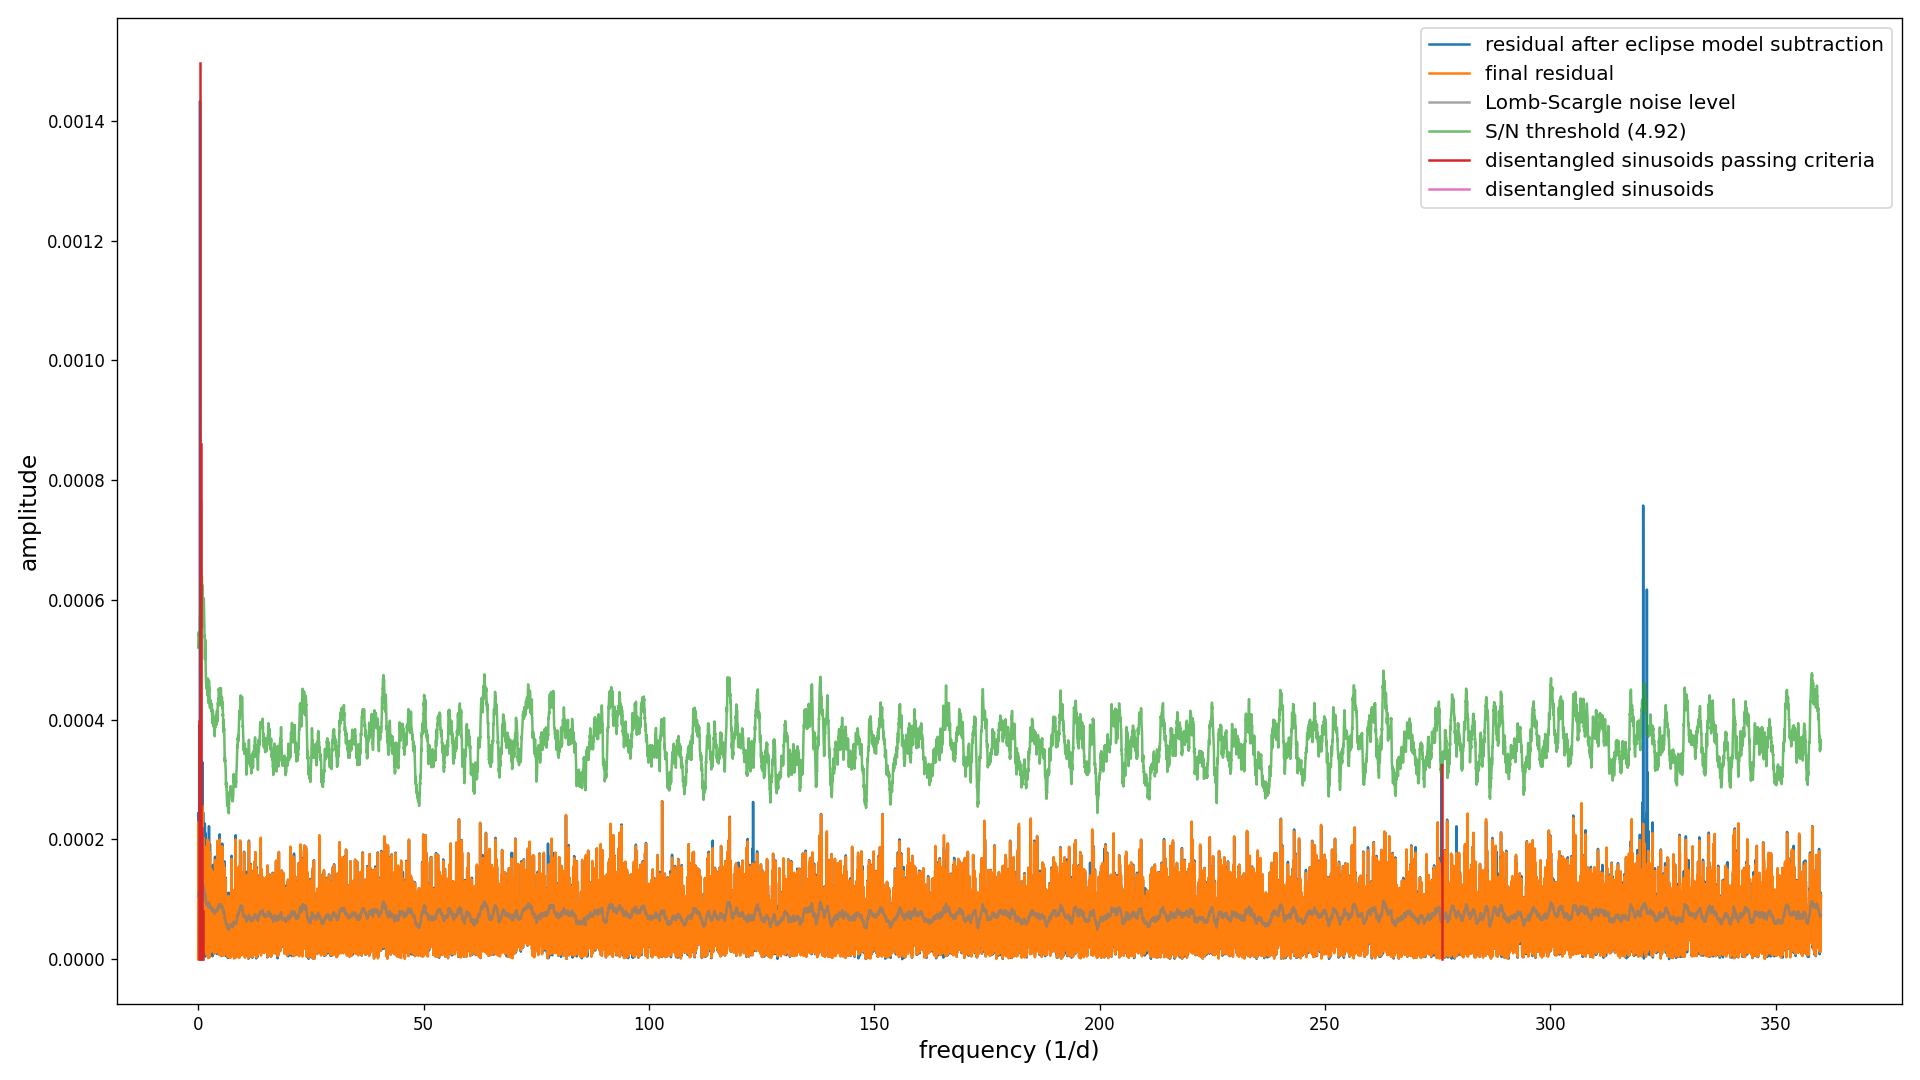 residual after eclipse model subtraction
final residual
Lomb-Scargle noise level
S/N threshold (4.92)
disentangled sinusoids passing criteria
disentangled sinusoids
0.0014
0.0012
0.0010
0.0008
0.0006
0.0004
0.0002
0.0000
amplitude
0 50 100 150 200 250 300 350
frequency (1/d)